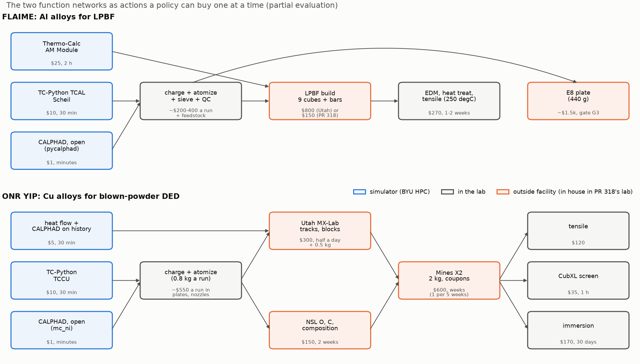 The two function networks as actions a policy can buy one at a time (partial evaluation)
FLAIME: Al alloys for LPBF
Thermo-Calc
AM Module
$25, 2 h
TC-Python TCAL
Scheil
$10, 30 min
CALPHAD, open
(pycalphad)
$1, minutes
charge + atomize
+ sieve + QC
~$200-400 a run
+ feedstock
LPBF build
9 cubes + bars
$800 (Utah) or
$150 (PR 318)
EDM, heat treat,
tensile (250 degC)
$270, 1-2 weeks
E8 plate
(440 g)
~$1.5k, gate G3
simulator (BYU HPC)
in the lab
outside facility (in house in PR 318's lab)
ONR YIP: Cu alloys for blown-powder DED
heat flow +
CALPHAD on history
$5, 30 min
TC-Python
TCCU
$10, 30 min
CALPHAD, open
(mc_ni)
$1, minutes
charge + atomize
(0.8 kg a run)
~$550 a run in
plates, nozzles
Utah MX-Lab
tracks, blocks
$300, half a day
+ 0.5 kg
NSL O, C,
composition
$150, 2 weeks
Mines X2
2 kg, coupons
$600, weeks
(1 per 5 weeks)
tensile
$120
CubXL screen
$35, 1 h
immersion
$170, 30 days